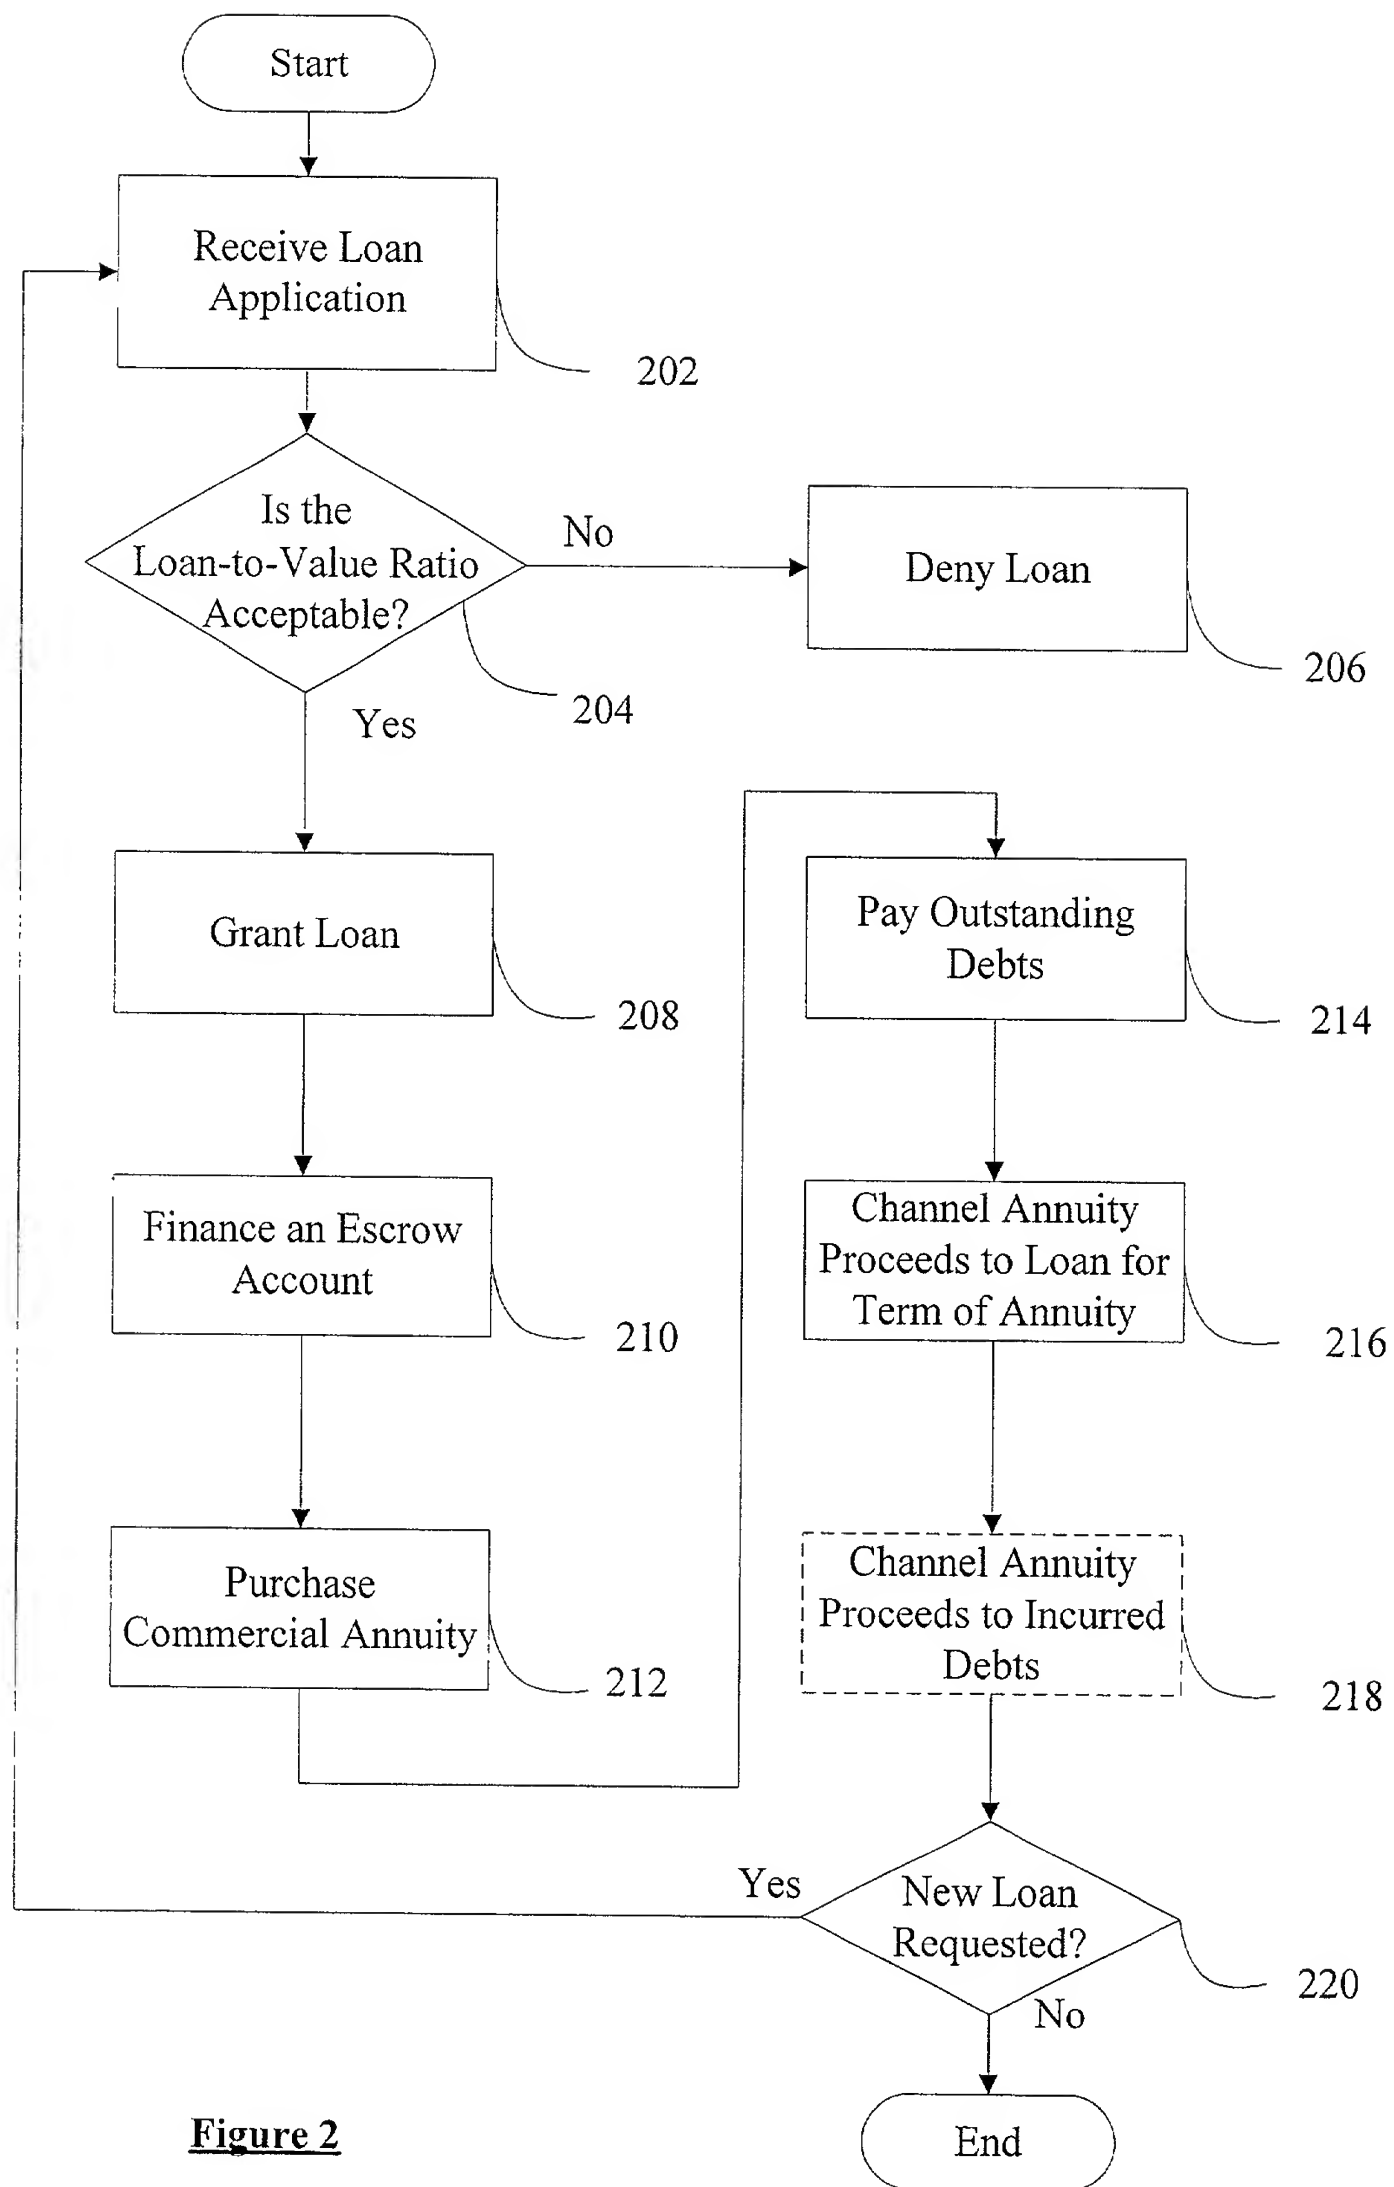 Start
Receive Loan
Application
202
Is the
Loan-to-Value Ratio
Acceptable?
No
Deny Loan
206
204
Yes
Grant Loan
208
Finance an Escrow
Account
210
Purchase
Commercial Annuity
212
Pay Outstanding
Debts
214
Channel Annuity
Proceeds to Loan for
Term of Annuity
216
Channel Annuity
Proceeds to Incurred
Debts
218
Yes
New Loan
Requested?
220
No
End
Figure 2